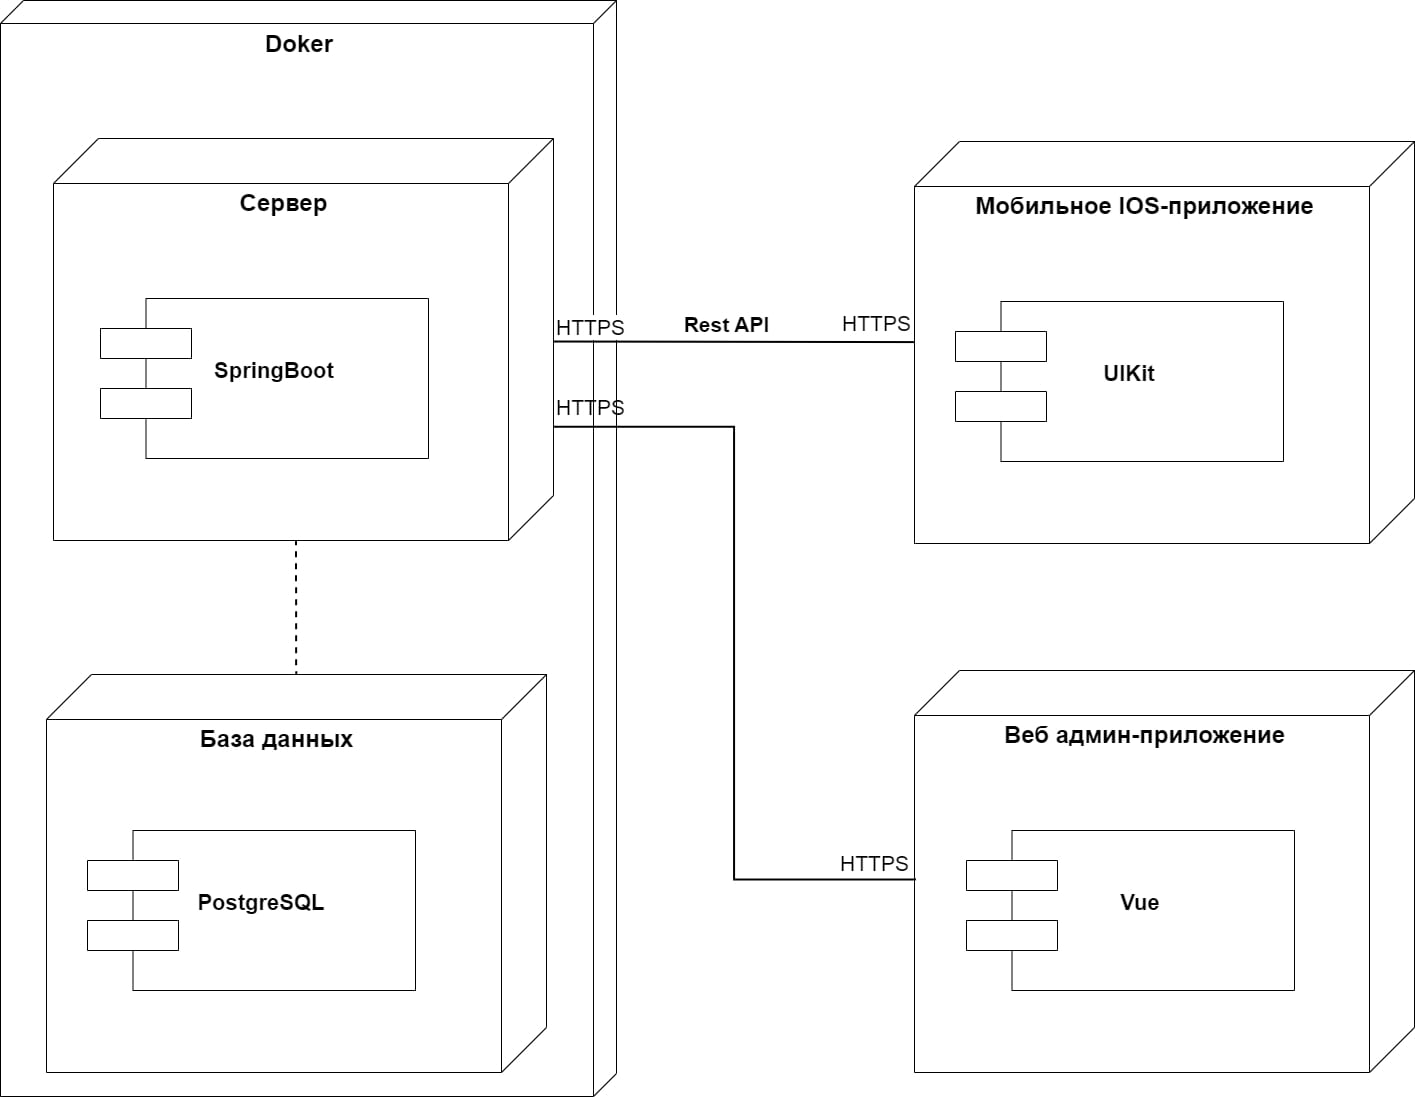 Doker
Сервер
SpringBoot
HTTPS
Rest API
HTTPS
Мобильное IOS-приложение
UIKit
HTTPS
База данных
PostgreSQL
HTTPS
Веб админ-приложение
Vue